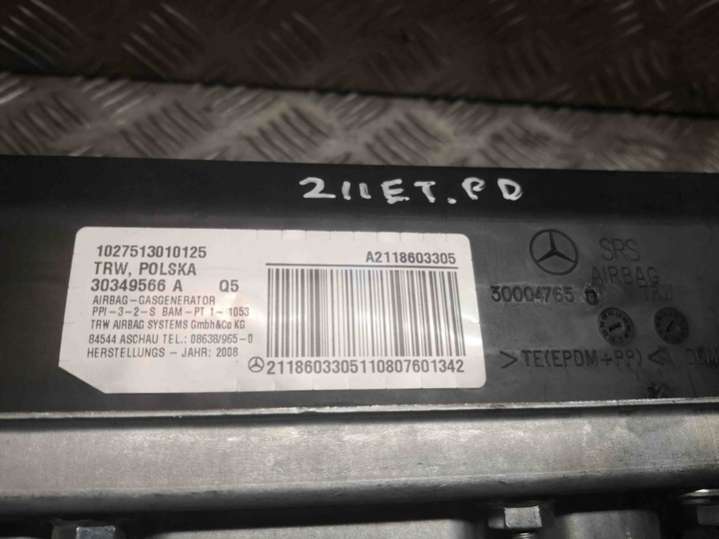 211ET.PD
1027513010125
TRW, POLSKA
30349566 A Q5
AIRBAG-GASGENERATOR
PPI-3-2-S BAM-PT 1-1053
TRW AIRBAG SYSTEMS GmbH&Co KG
84544 ASCHAU TEL.: 08638/965-0
HERSTELLUNGS - JAHR: 2008
A2118603305
2118603305110807601342
SRS
AIRBAG
30004765
>TE(EPDM+PP)<